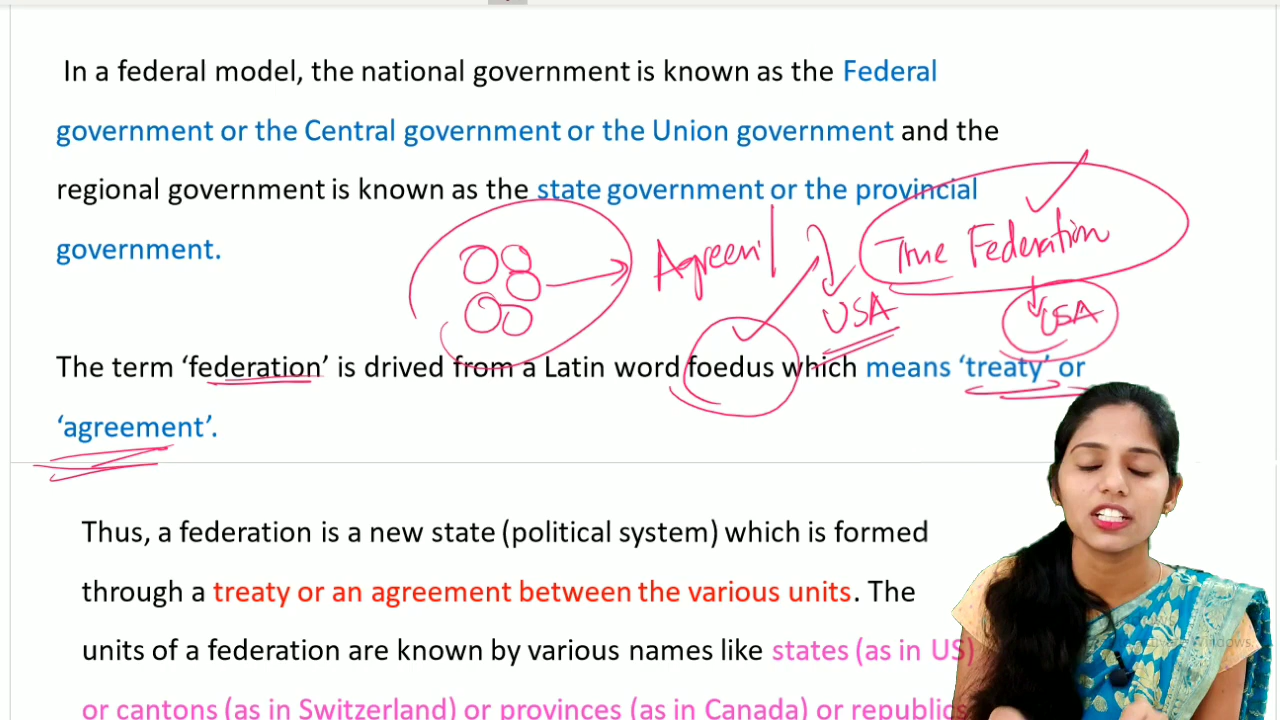 In a federal model, the national government is known as the Federal
government or the Central government or the Union government and the
regional government is known as the state government or the provincial
government.
Agreen
True Federation
USA
USA
The term ‘federation’ is drived from a Latin word foedus which means ‘treaty’ or
‘agreement’.
Thus, a federation is a new state (political system) which is formed
through a treaty or an agreement between the various units. The
units of a federation are known by various names like states (as in US)
or cantons (as in Switzerland) or provinces (as in Canada) or republics